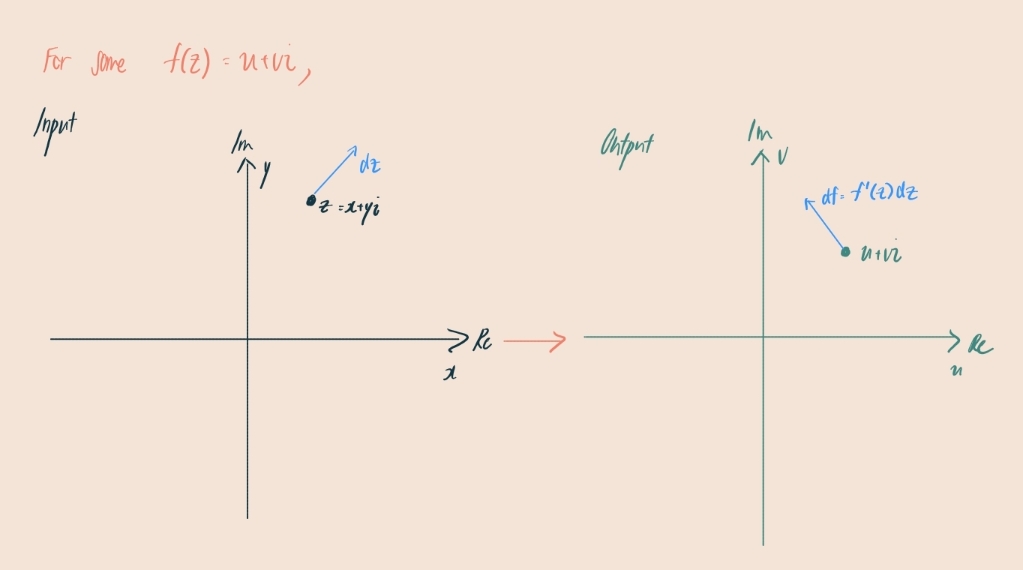 For some f(z) = u+vi,
Input
Im
y
dz
z = x+yi
Re
x
Output
Im
v
df = f'(z)dz
u+vi
Re
u